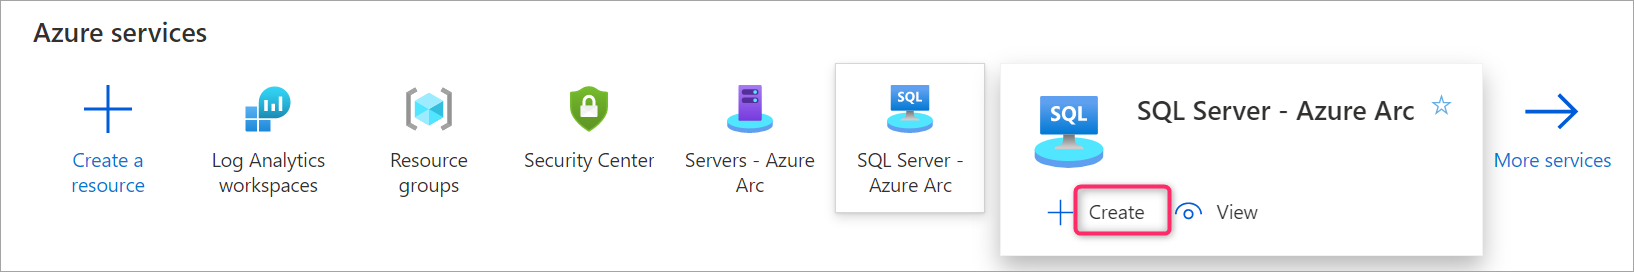 Azure services
Create a
resource
Log Analytics
workspaces
Resource
groups
Security Center
Servers - Azure
Arc
SQL
SQL Server -
Azure Arc
SQL
SQL Server - Azure Arc
Create
View
More services